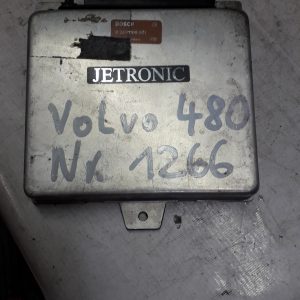 BOSCH
JETRONIC
Volvo 480
Nr 1266